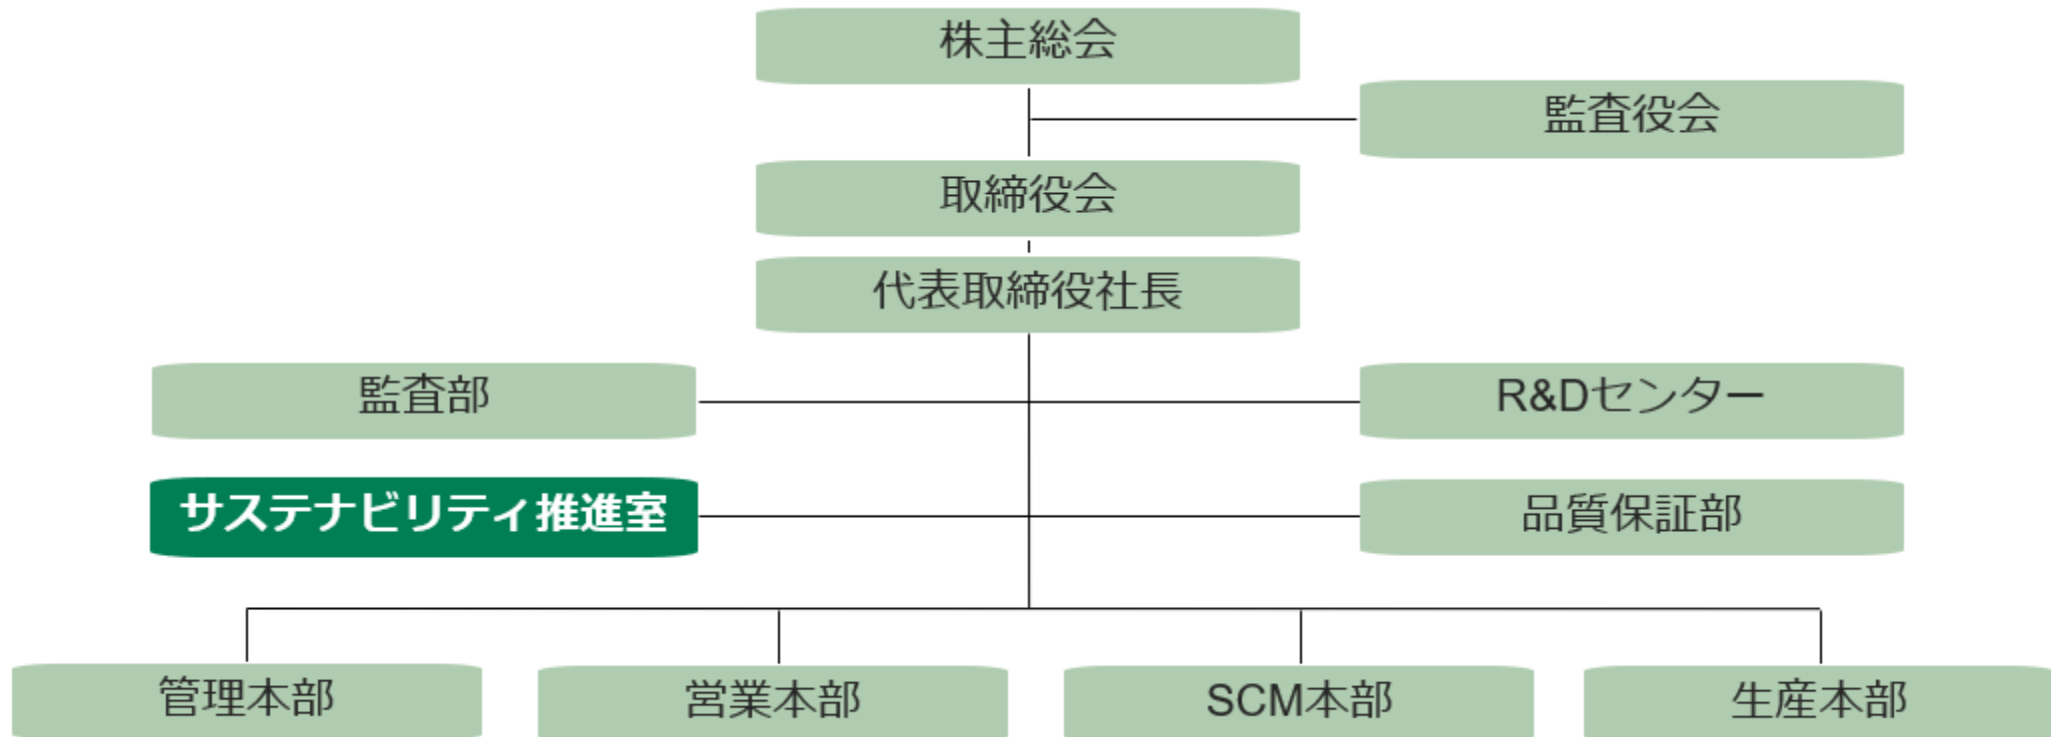 株主総会
監査役会
取締役会
代表取締役社長
監査部
R&Dセンター
サステナビリティ推進室
品質保証部
管理本部
営業本部
SCM本部
生産本部